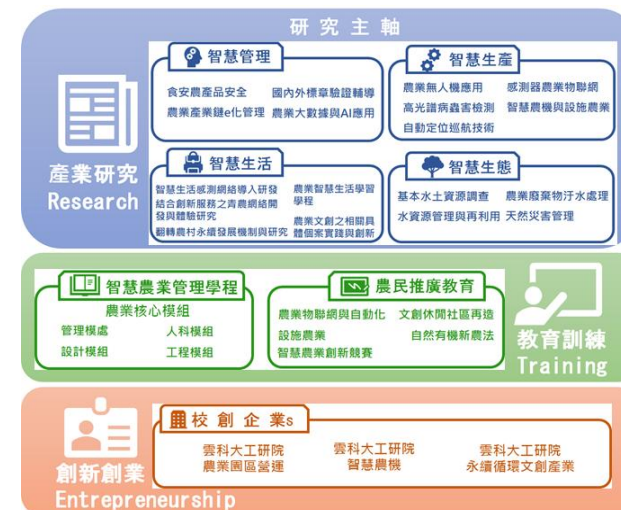 研究主軸
產業研究
Research
智慧管理
食安農產品安全 國內外標章驗證輔導
農業產業鏈e化管理 農業大數據與AI應用
智慧生產
農業無人機應用 感測器農業物聯網
高光譜病蟲害檢測 智慧農機與設施農業
自動定位巡航技術
智慧生活
智慧生活感測網絡導入研發
結合創新服務之青農網絡開
發與體驗研究
翻轉農村永續發展機制與研究
農業智慧生活學習
學程
農業文創之相關具
體個案實踐與創新
智慧生態
基本水土資源調查 農業廢棄物汙水處理
水資源管理與再利用 天然災害管理
智慧農業管理學程
農業核心模組
管理模處 人科模組
設計模組 工程模組
農民推廣教育
農業物聯網與自動化 文創休閒社區再造
設施農業 自然有機新農法
智慧農業創新競賽
教育訓練
Training
創新創業
Entrepreneurship
校創企業s
雲科大工研院
農業園區營運
雲科大工研院
智慧農機
雲科大工研院
永續循環文創產業